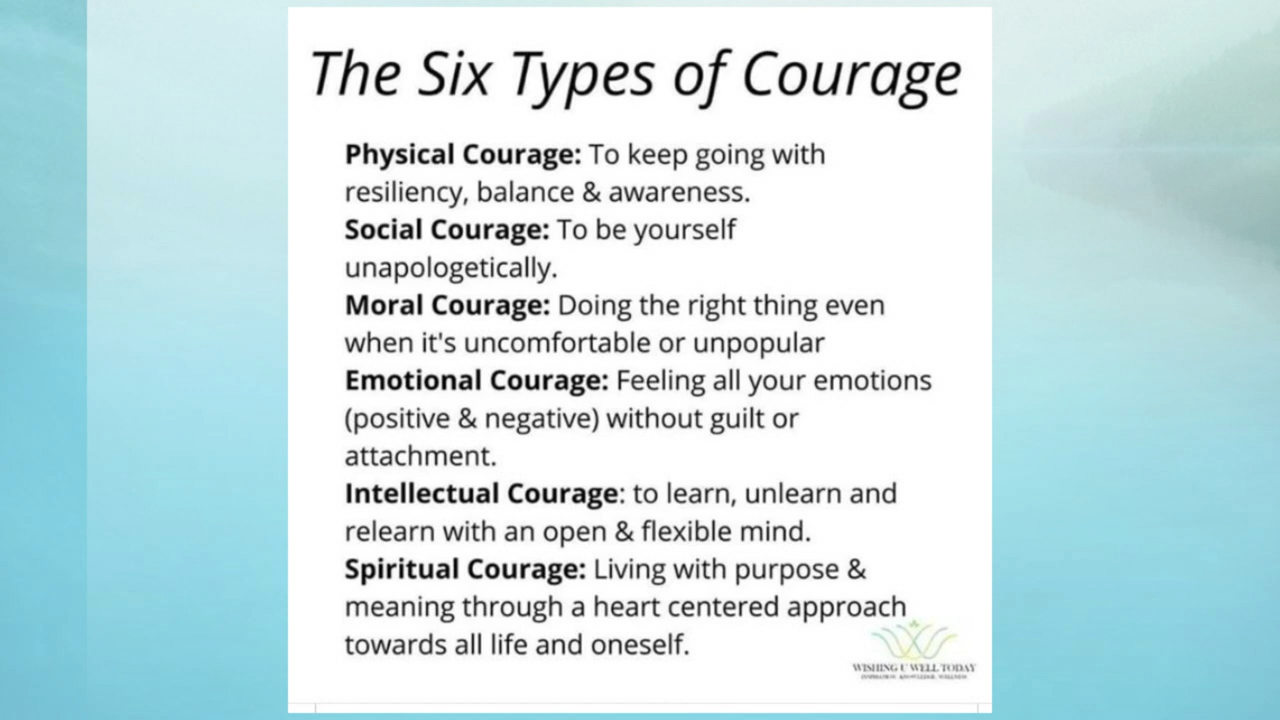 The Six Types of Courage
Physical Courage: To keep going with
resiliency, balance & awareness.
Social Courage: To be yourself
unapologetically.
Moral Courage: Doing the right thing even
when it's uncomfortable or unpopular
Emotional Courage: Feeling all your emotions
(positive & negative) without guilt or
attachment.
Intellectual Courage: to learn, unlearn and
relearn with an open & flexible mind.
Spiritual Courage: Living with purpose &
meaning through a heart centered approach
towards all life and oneself.
WISHING U WELL TODAY